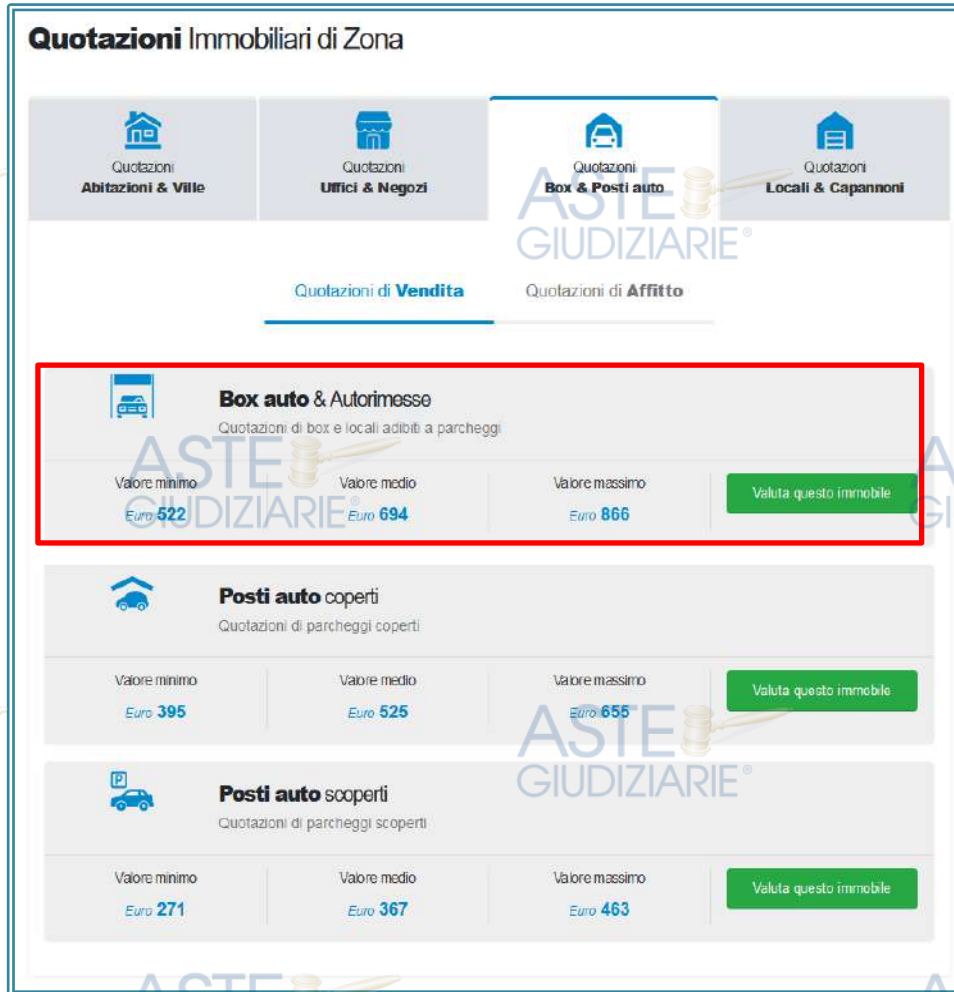 Quotazioni Immobiliari di Zona
Quotazioni
Abitazioni & Ville
Quotazioni
Uffici & Negozi
Quotazioni
Box & Posti auto
Quotazioni
Locali & Capannoni
ASTE
GIUDIZIARIE®
Quotazioni di Vendita
Quotazioni di Affitto
Box auto & Autorimesse
Quotazioni di box e locali adibiti a parcheggi
ASTE
GIUDIZIARIE®
Valore minimo
Euro 522
Valore medio
Euro 694
Valore massimo
Euro 866
Valuta questo immobile
Posti auto coperti
Quotazioni di parcheggi coperti
Valore minimo
Euro 395
Valore medio
Euro 525
Valore massimo
Euro 655
Valuta questo immobile
ASTE
GIUDIZIARIE®
P
Posti auto scoperti
Quotazioni di parcheggi scoperti
Valore minimo
Euro 271
Valore medio
Euro 367
Valore massimo
Euro 463
Valuta questo immobile